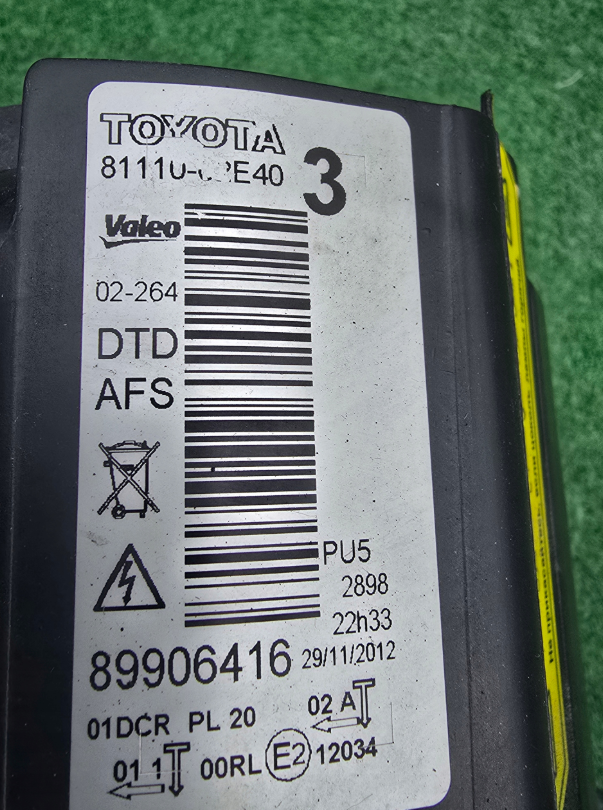 TOYOTA
3
Valeo
02-264
DTD
AFS
PU5
2898
22h33
89906416 29/11/2012
01DCR PL 20
02 A
01 1 00RL E2 12034